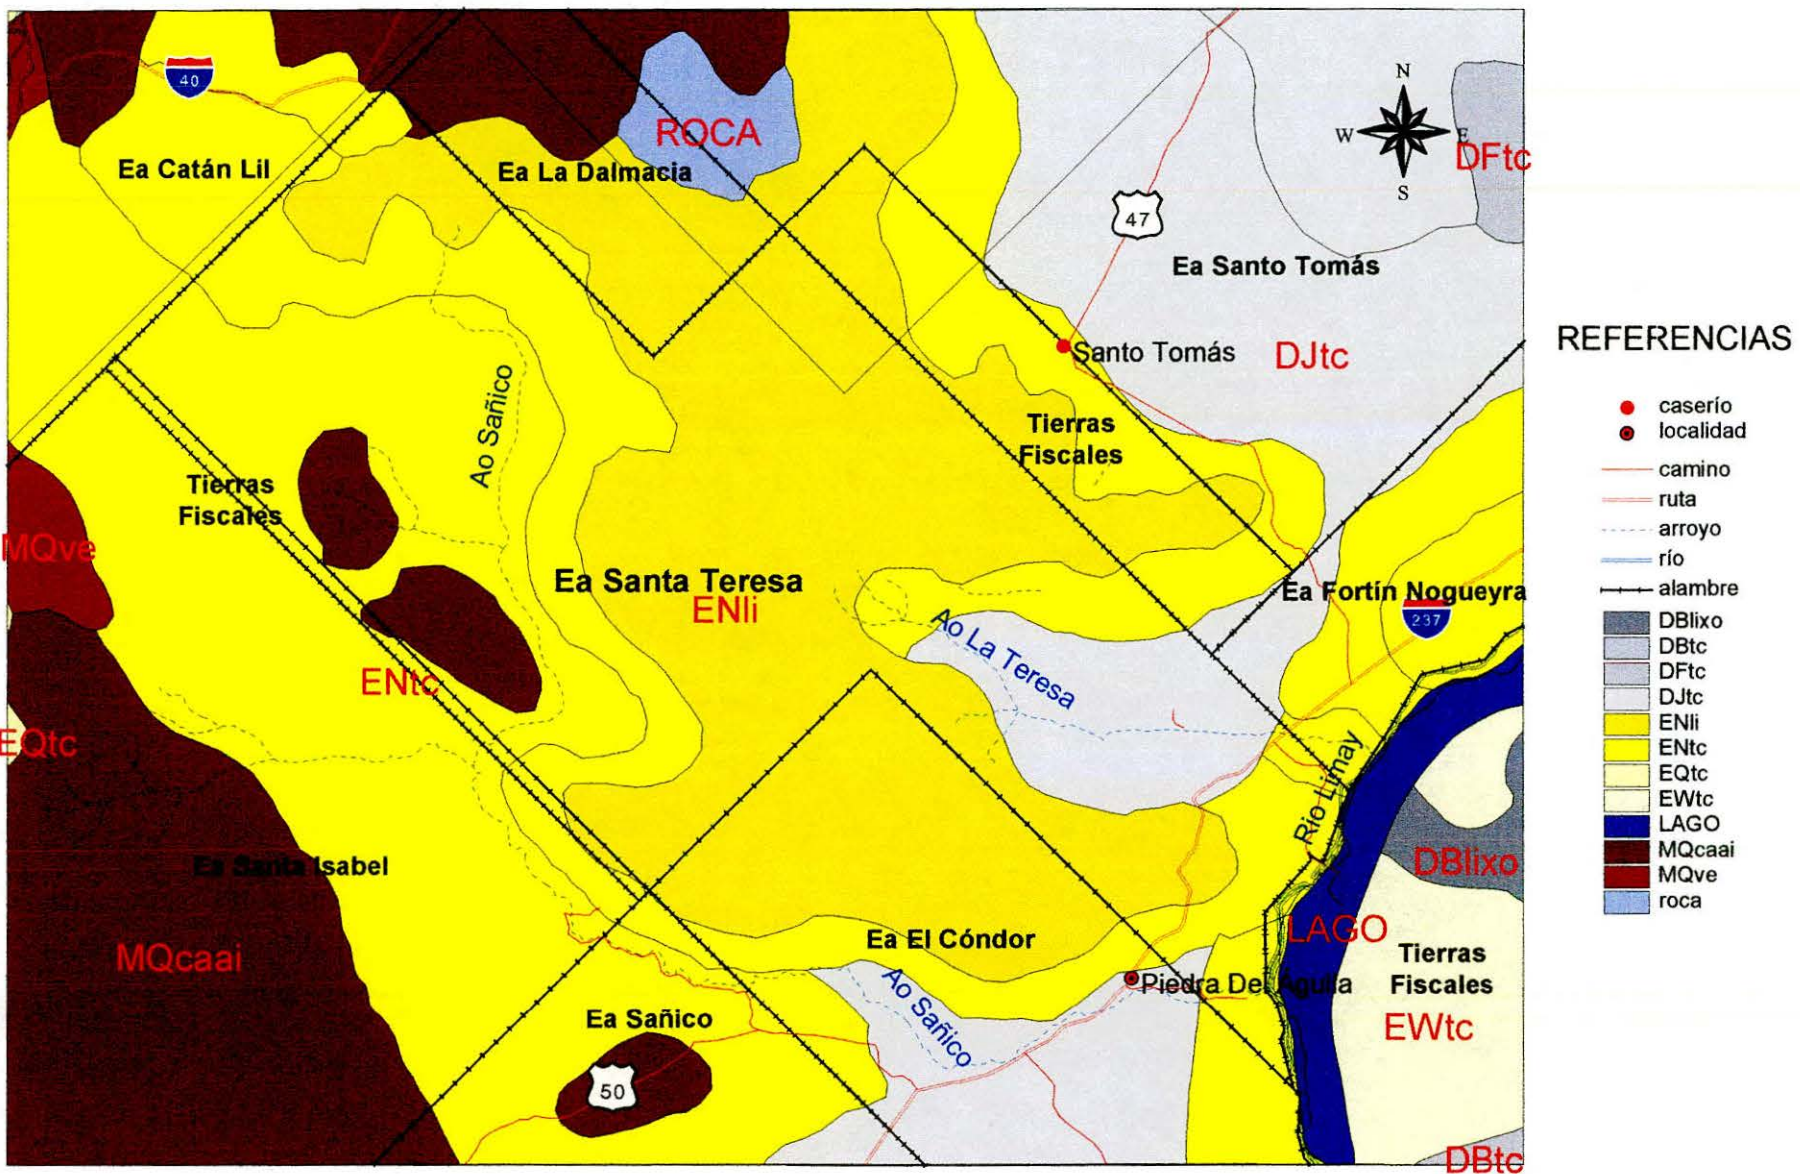 40
ROCA
Ea Catán Lil
Ea La Dalmacia
N
W
E
S
DFtc
47
Ea Santo Tomás
Santo Tomás
DJtc
Ao Sañico
Tierras
Fiscales
Tierras
Fiscales
MQve
Ea Santa Teresa
ENli
Ea Fortín Nogueyra
237
Ao La Teresa
ENtc
EQtc
Rio Limay
Ea Santa Isabel
DBlixo
MQcaai
Ea El Cóndor
LAGO
Tierras
Fiscales
Piedra Del Aguila
Ao Sañico
Ea Sañico
EWtc
50
DBtc
REFERENCIAS
caserío
localidad
camino
ruta
arroyo
río
alambre
DBlixo
DBtc
DFtc
DJtc
ENli
ENtc
EQtc
EWtc
LAGO
MQcaai
MQve
roca